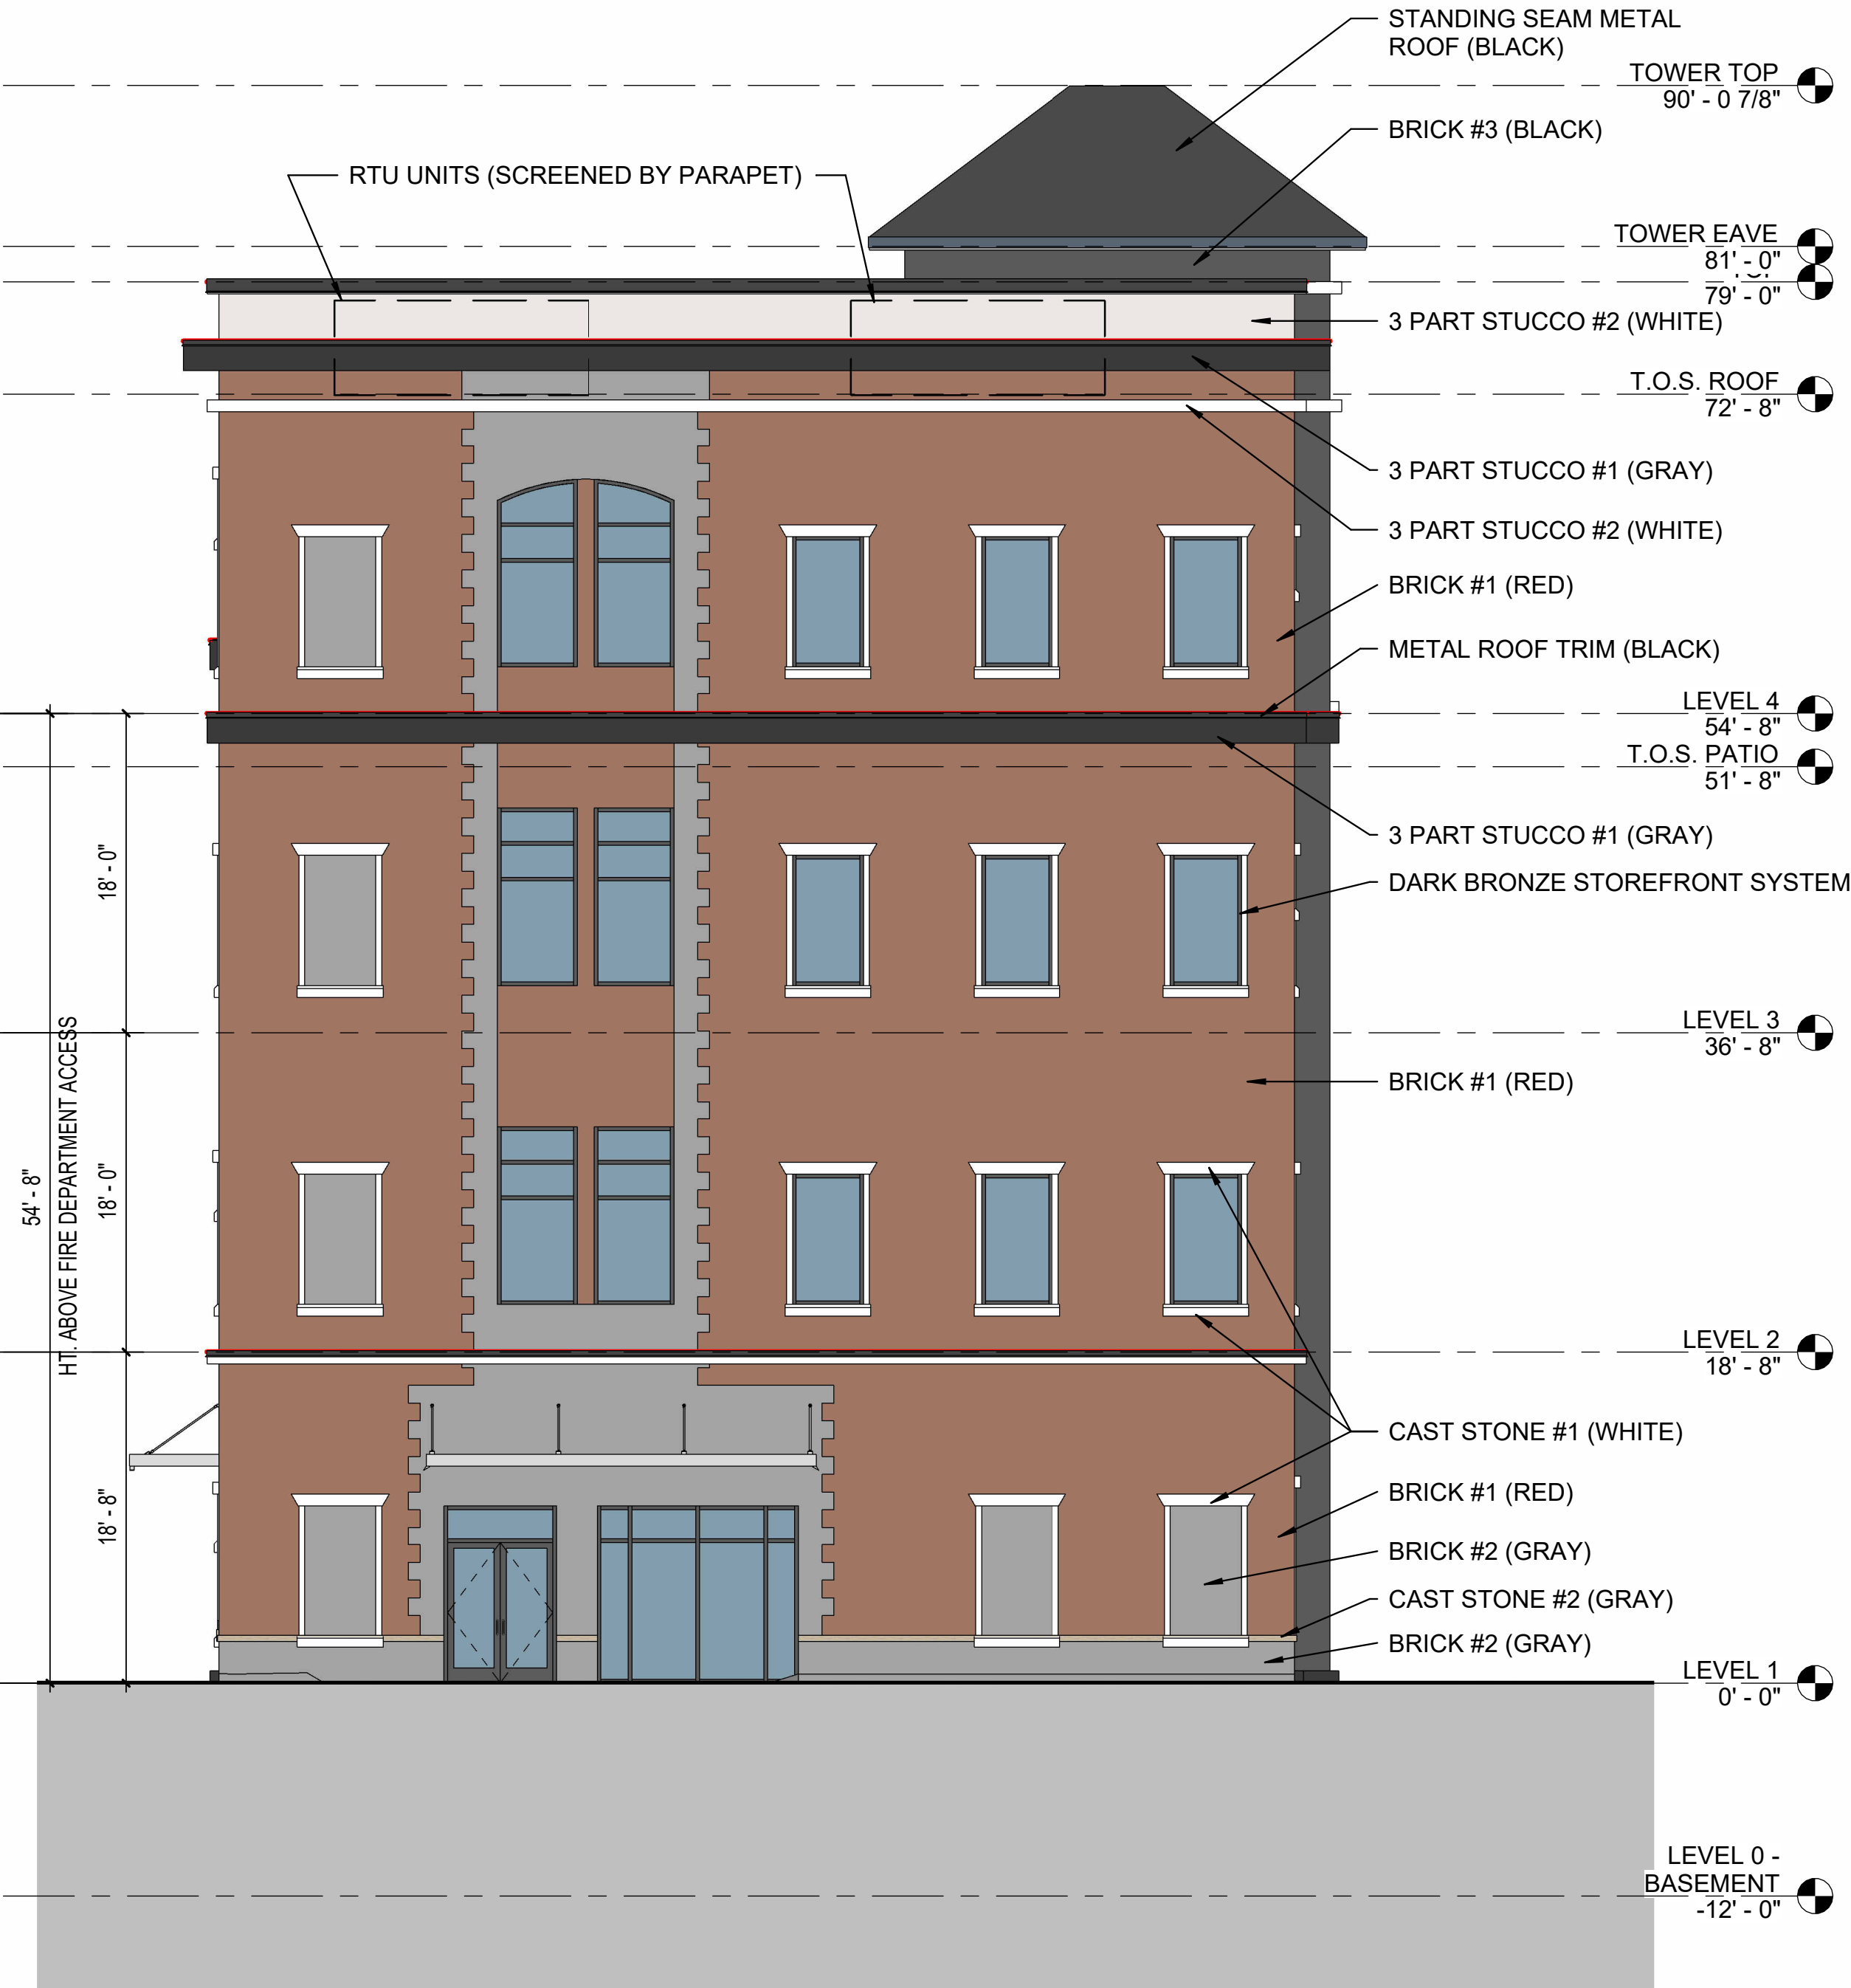 STANDING SEAM METAL
ROOF (BLACK)
TOWER TOP
90' - 0 7/8"
BRICK #3 (BLACK)
RTU UNITS (SCREENED BY PARAPET)
TOWER EAVE
81' - 0"
79' - 0"
3 PART STUCCO #2 (WHITE)
T.O.S. ROOF
72' - 8"
3 PART STUCCO #1 (GRAY)
3 PART STUCCO #2 (WHITE)
BRICK #1 (RED)
METAL ROOF TRIM (BLACK)
LEVEL 4
54' - 8"
T.O.S. PATIO
51' - 8"
3 PART STUCCO #1 (GRAY)
18' - 0"
DARK BRONZE STOREFRONT SYSTEM
LEVEL 3
36' - 8"
BRICK #1 (RED)
54' - 8"
HT. ABOVE FIRE DEPARTMENT ACCESS
18' - 0"
LEVEL 2
18' - 8"
CAST STONE #1 (WHITE)
BRICK #1 (RED)
18' - 8"
BRICK #2 (GRAY)
CAST STONE #2 (GRAY)
BRICK #2 (GRAY)
LEVEL 1
0' - 0"
LEVEL 0 -
BASEMENT
-12' - 0"